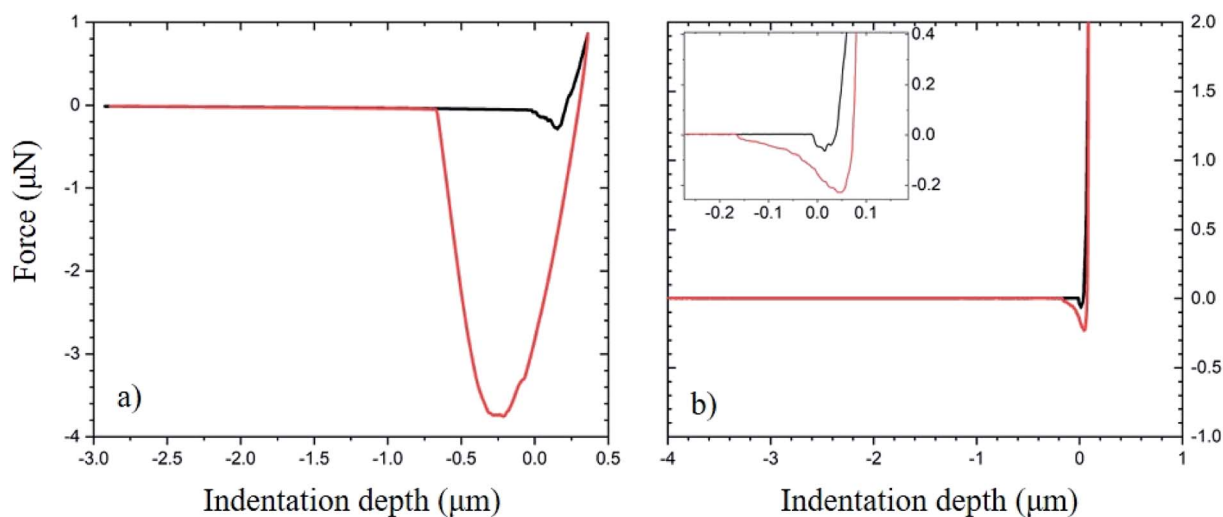 1
0
-1
-2
-3
-4
-3.0 -2.5 -2.0 -1.5 -1.0 -0.5 0.0 0.5
Force (μN)
Indentation depth (μm)
a)
0.4
0.2
0.0
-0.2
-0.2 -0.1 0.0 0.1
2.0
1.5
1.0
0.5
0.0
-0.5
-1.0
-4 -3 -2 -1 0 1
Indentation depth (μm)
b)